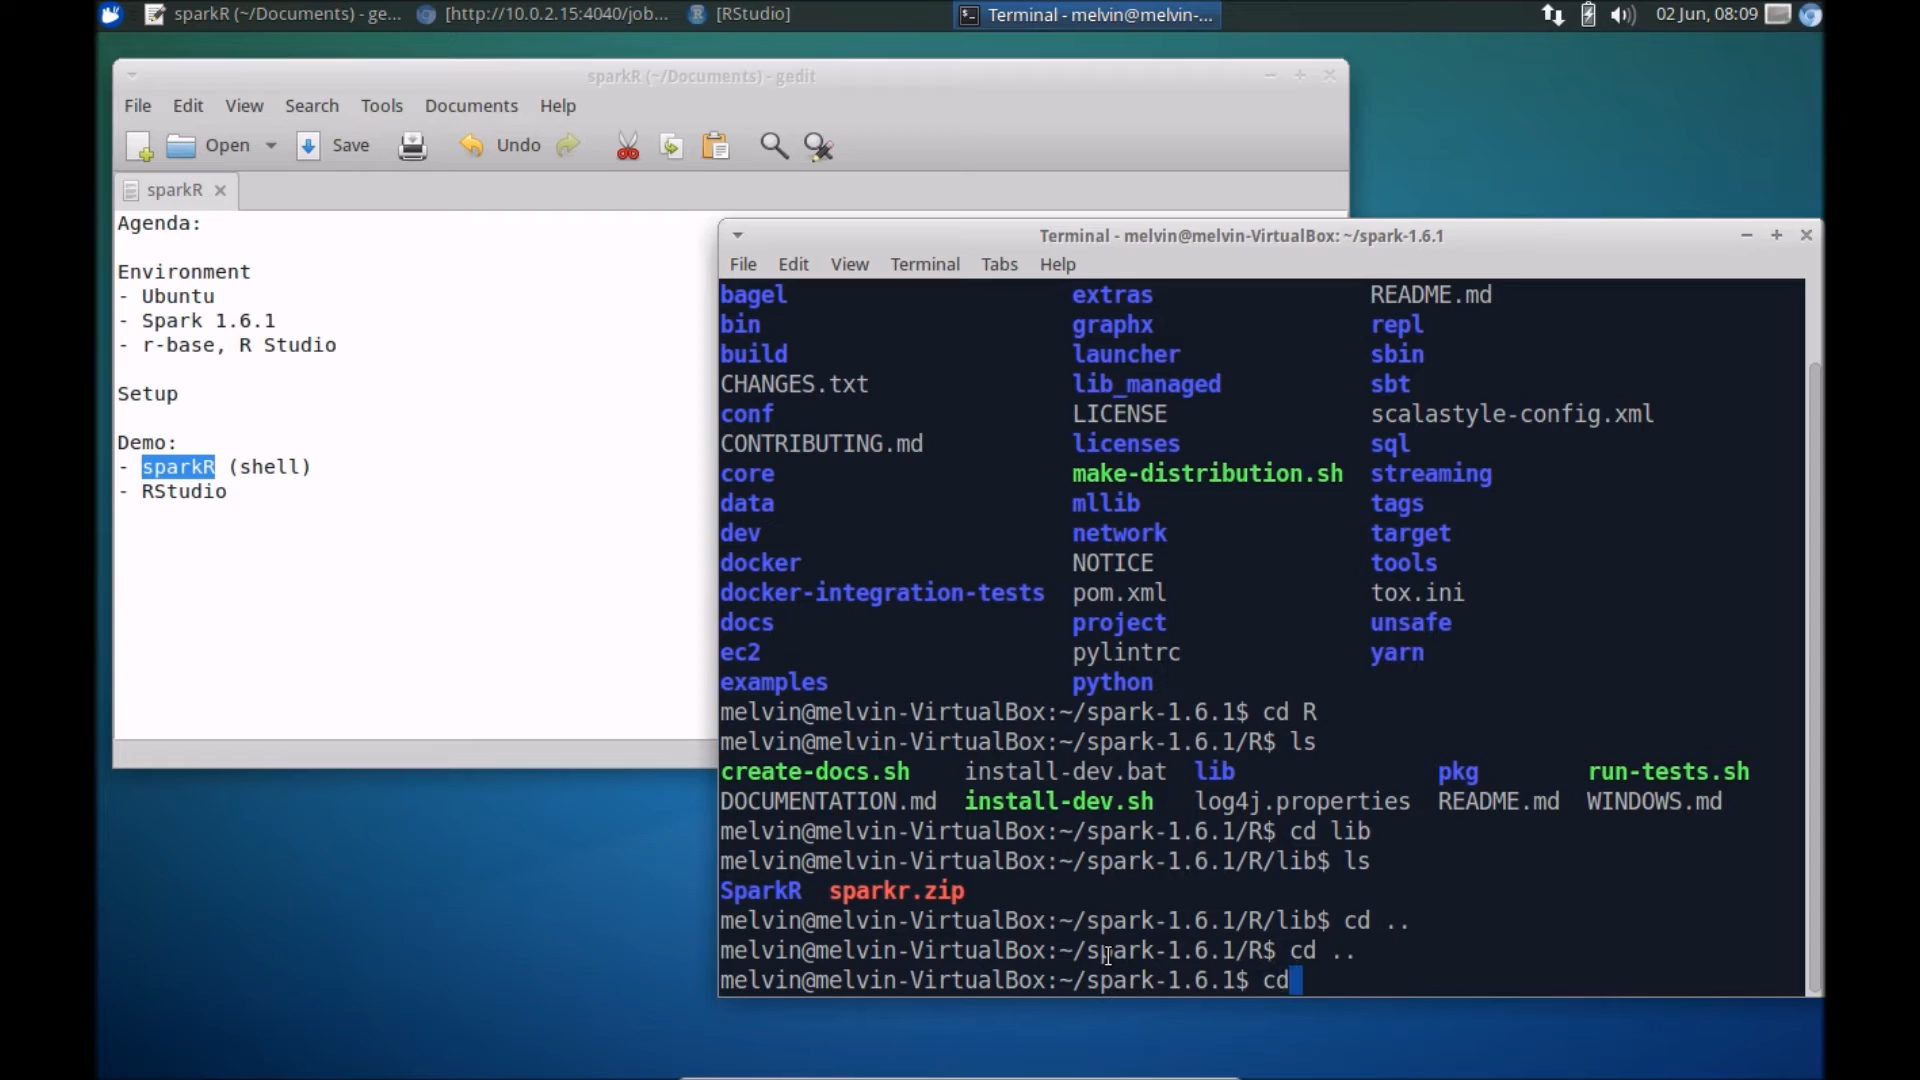 sparkR (~/Documents) - ge...
[http://10.0.2.15:4040/job...
[RStudio]
Terminal - melvin@melvin-...
02 Jun, 08:09
sparkR (~/Documents) - gedit
File Edit View Search Tools Documents Help
Open Save Undo
sparkR
Agenda:
Environment
- Ubuntu
- Spark 1.6.1
- r-base, R Studio
Setup
Demo:
- sparkR (shell)
- RStudio
Terminal - melvin@melvin-VirtualBox: ~/spark-1.6.1
File Edit View Terminal Tabs Help
bagel extras README.md
bin graphx repl
build launcher sbin
CHANGES.txt lib_managed sbt
conf LICENSE scalastyle-config.xml
CONTRIBUTING.md licenses sql
core make-distribution.sh streaming
data mllib tags
dev network target
docker NOTICE tools
docker-integration-tests pom.xml tox.ini
docs project unsafe
ec2 pylintrc yarn
examples python
melvin@melvin-VirtualBox:~/spark-1.6.1$ cd R
melvin@melvin-VirtualBox:~/spark-1.6.1/R$ ls
create-docs.sh install-dev.bat lib pkg run-tests.sh
DOCUMENTATION.md install-dev.sh log4j.properties README.md WINDOWS.md
melvin@melvin-VirtualBox:~/spark-1.6.1/R$ cd lib
melvin@melvin-VirtualBox:~/spark-1.6.1/R/lib$ ls
SparkR sparkr.zip
melvin@melvin-VirtualBox:~/spark-1.6.1/R/lib$ cd ..
melvin@melvin-VirtualBox:~/spark-1.6.1/R$ cd ..
melvin@melvin-VirtualBox:~/spark-1.6.1$ cd